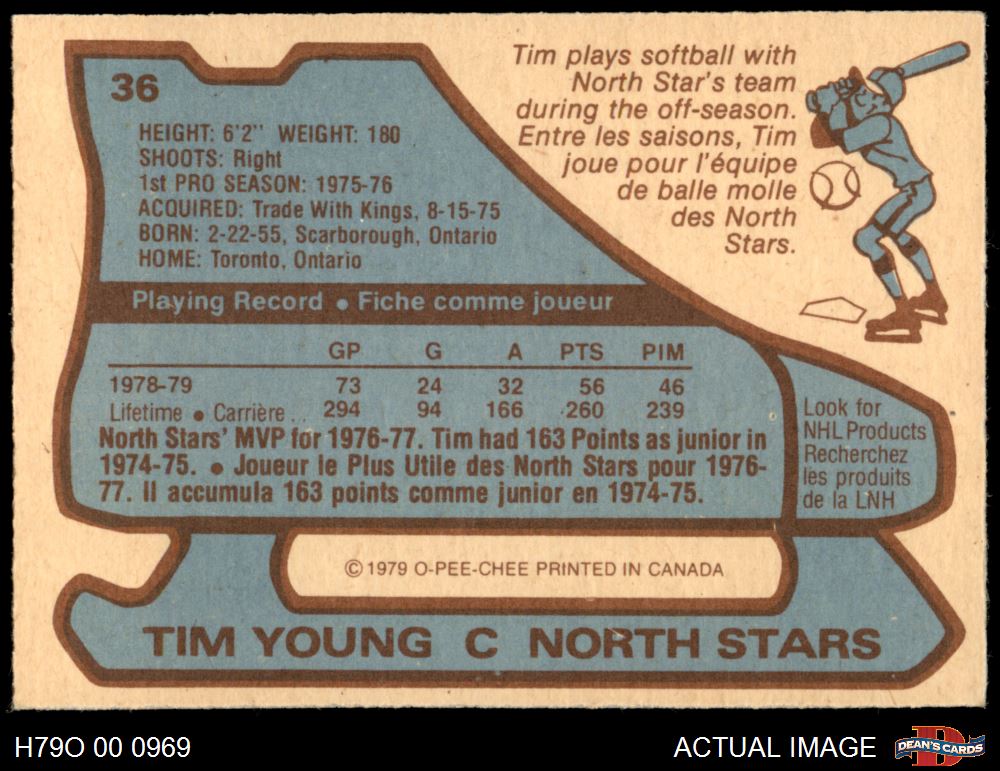 36
HEIGHT: 6'2" WEIGHT: 180
SHOOTS: Right
1st PRO SEASON: 1975-76
ACQUIRED: Trade With Kings, 8-15-75
BORN: 2-22-55, Scarborough, Ontario
HOME: Toronto, Ontario
Tim plays softball with
North Star's team
during the off-season.
Entre les saisons, Tim
joue pour l'équipe
de balle molle
des North
Stars.
Playing Record • Fiche comme joueur
GP G A PTS PIM
1978-79 73 24 32 56 46
Lifetime • Carrière .. 294 94 166 260 239
North Stars' MVP for 1976-77. Tim had 163 Points as junior in
1974-75. • Joueur le Plus Utile des North Stars pour 1976-
77. Il accumula 163 points comme junior en 1974-75.
Look for
NHL Products
Recherchez
les produits
de la LNH
© 1979 O-PEE-CHEE PRINTED IN CANADA
TIM YOUNG C NORTH STARS
H79O 00 0969
ACTUAL IMAGE
D
DEAN'S CARDS